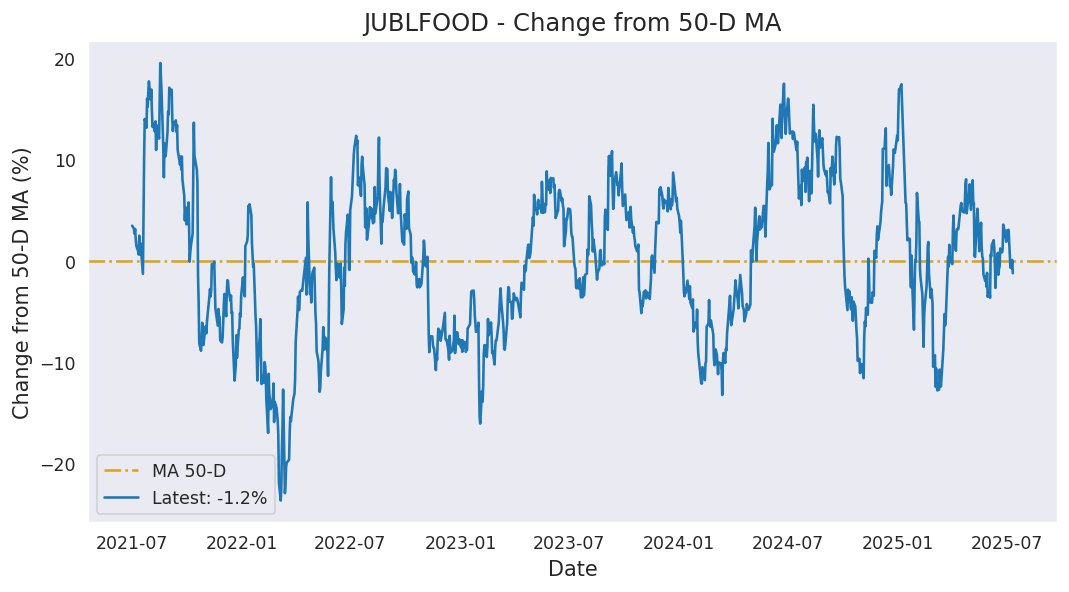 JUBLFOOD - Change from 50-D MA
Change from 50-D MA (%)
20
10
0
−10
−20
MA 50-D
Latest: -1.2%
2021-07 2022-01 2022-07 2023-01 2023-07 2024-01 2024-07 2025-01 2025-07
Date